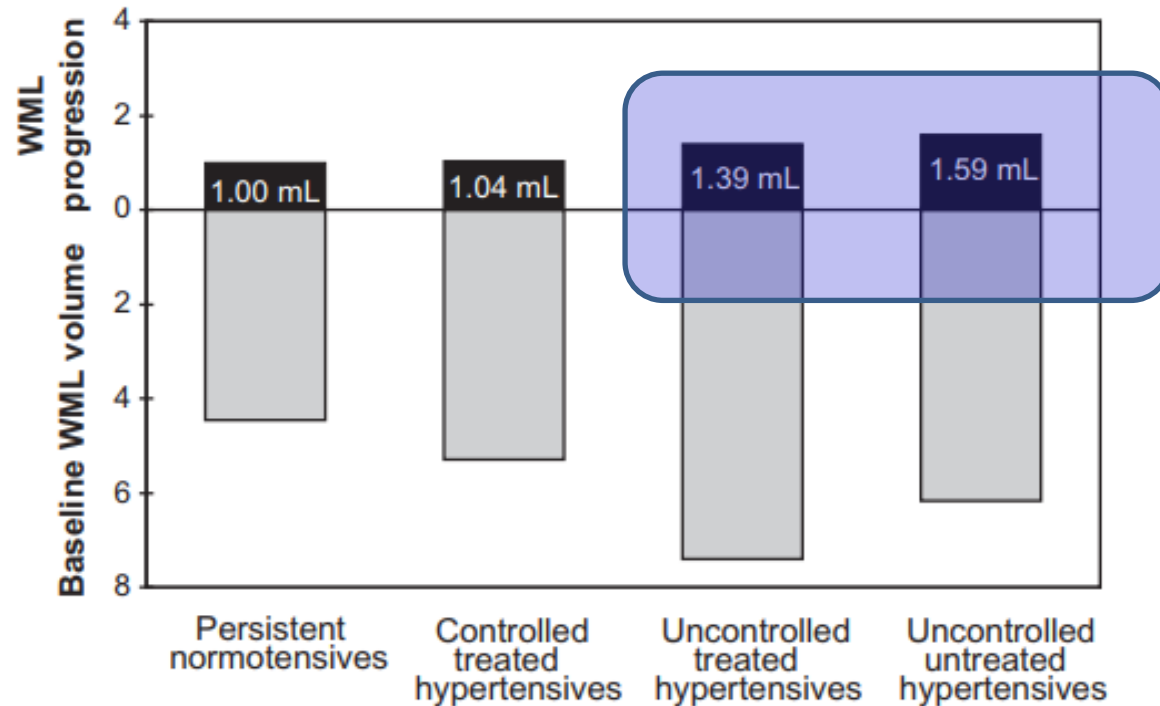 WML
progression
Baseline WML volume
4
2
0
2
4
6
8
1.00 mL
1.04 mL
1.39 mL
1.59 mL
Persistent
normotensives
Controlled
treated
hypertensives
Uncontrolled
treated
hypertensives
Uncontrolled
untreated
hypertensives